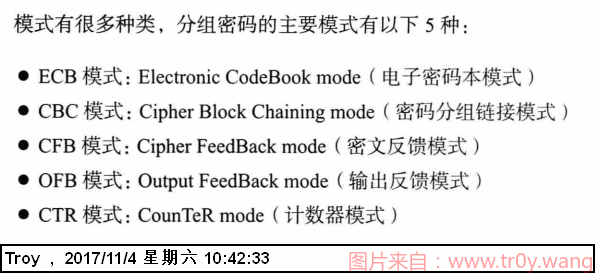 模式有很多种类，分组密码的主要模式有以下 5 种：
● ECB 模式：Electronic CodeBook mode（电子密码本模式）
● CBC 模式：Cipher Block Chaining mode（密码分组链接模式）
● CFB 模式：Cipher FeedBack mode（密文反馈模式）
● OFB 模式：Output FeedBack mode（输出反馈模式）
● CTR 模式：CounTeR mode（计数器模式）
Troy , 2017/11/4 星期六 10:42:33
图片来自：www.tr0y.wang